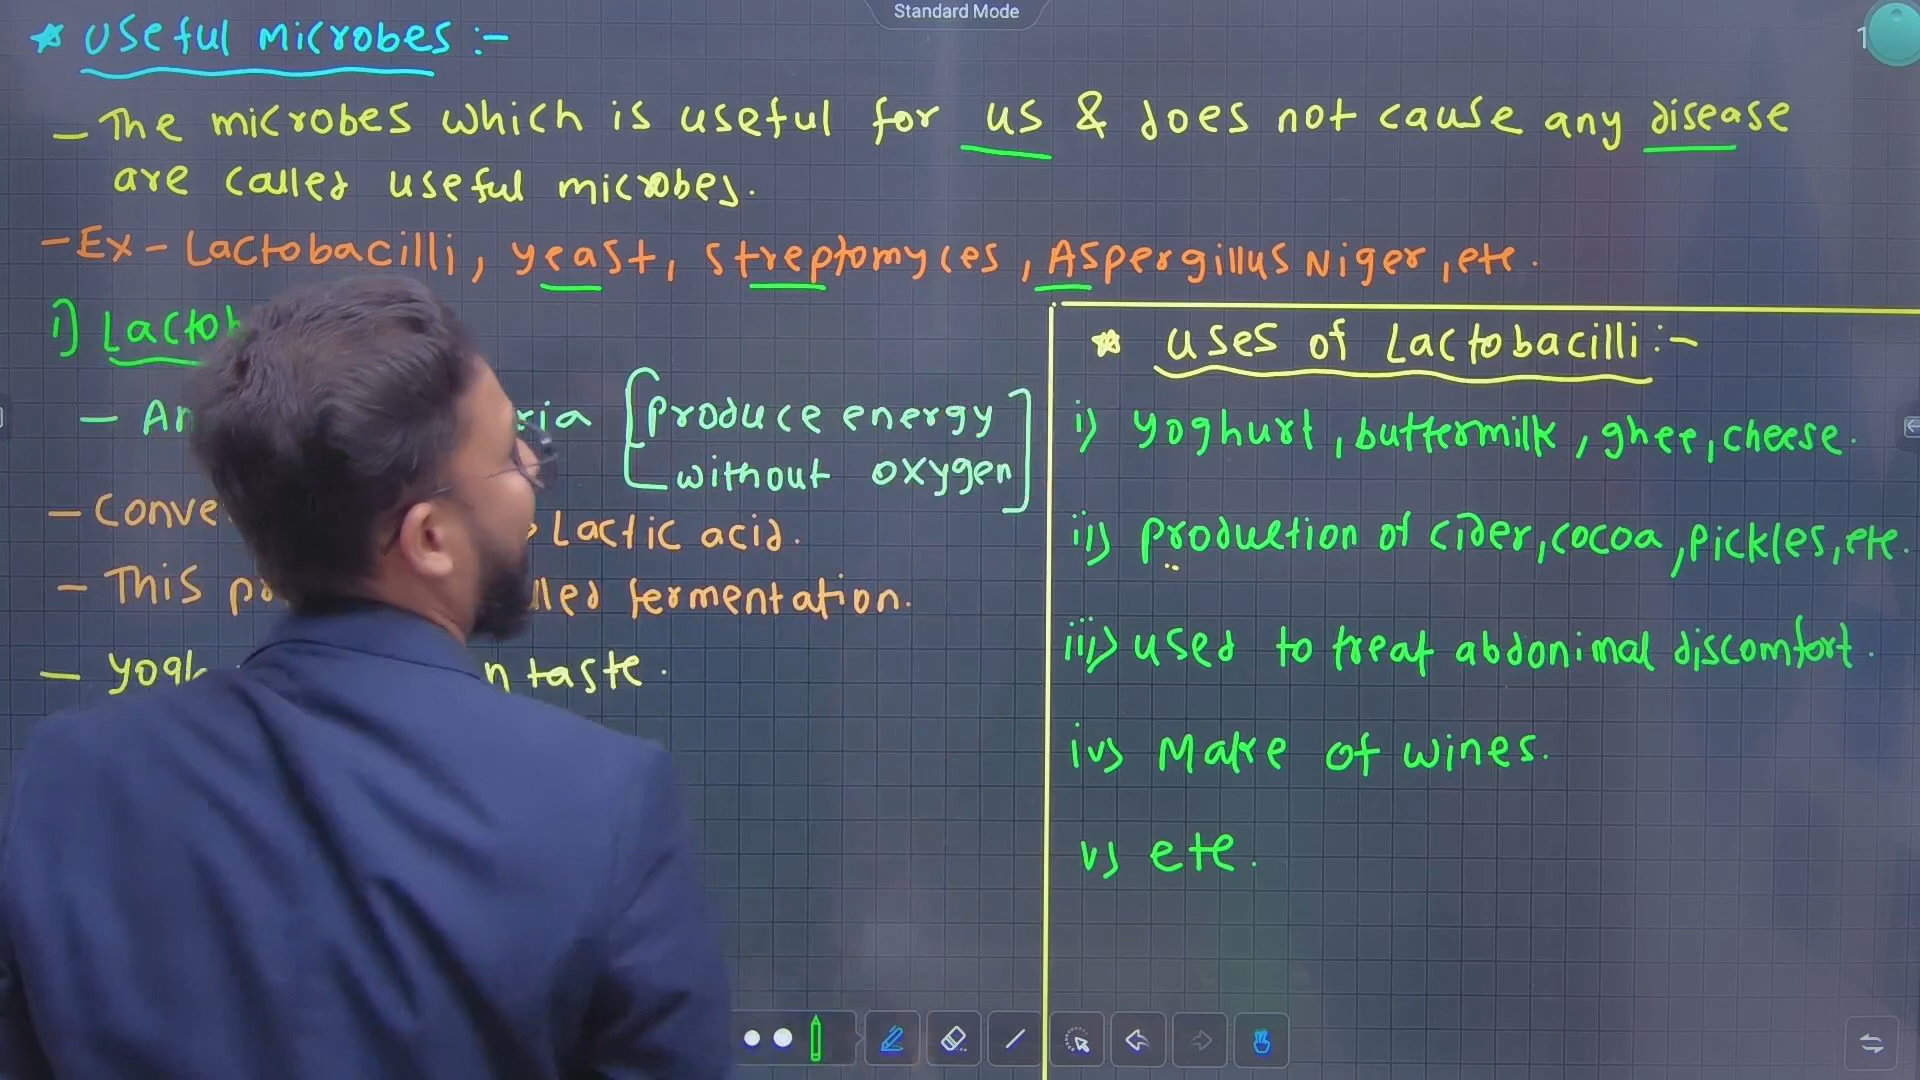 Standard Mode
* Useful Microbes :-
- The microbes which is useful for us & does not cause any disease
are called useful microbes.
- Ex - Lactobacilli, yeast, streptomyces, Aspergillus Niger, etc.
i) Lactob
- An ria [Produce energy
without oxygen]
- Conve Lactic acid.
- This lled fermentation.
- Yogh n taste.
* Uses of Lactobacilli :-
i) Yoghurt, buttermilk, ghee, cheese.
ii) Production of cider, cocoa, pickles, etc.
iii) used to treat abdonimal discomfort.
iv) Make of wines.
v) etc.
1